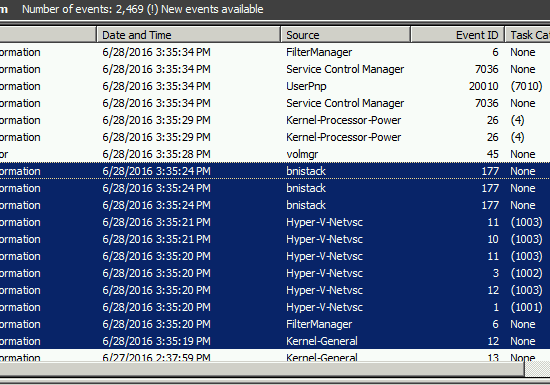 m Number of events: 2,469 (!) New events available
Date and Time Source Event ID Task Cat
ormation 6/28/2016 3:35:34 PM FilterManager 6 None
ormation 6/28/2016 3:35:34 PM Service Control Manager 7036 None
ormation 6/28/2016 3:35:34 PM UserPnp 20010 (7010)
ormation 6/28/2016 3:35:34 PM Service Control Manager 7036 None
ormation 6/28/2016 3:35:29 PM Kernel-Processor-Power 26 (4)
ormation 6/28/2016 3:35:29 PM Kernel-Processor-Power 26 (4)
or 6/28/2016 3:35:28 PM volmgr 45 None
ormation 6/28/2016 3:35:24 PM bnistack 177 None
ormation 6/28/2016 3:35:24 PM bnistack 177 None
ormation 6/28/2016 3:35:24 PM bnistack 177 None
ormation 6/28/2016 3:35:21 PM Hyper-V-Netvsc 11 (1003)
ormation 6/28/2016 3:35:21 PM Hyper-V-Netvsc 10 (1003)
ormation 6/28/2016 3:35:20 PM Hyper-V-Netvsc 11 (1003)
ormation 6/28/2016 3:35:20 PM Hyper-V-Netvsc 3 (1002)
ormation 6/28/2016 3:35:20 PM Hyper-V-Netvsc 12 (1003)
ormation 6/28/2016 3:35:20 PM Hyper-V-Netvsc 1 (1001)
ormation 6/28/2016 3:35:20 PM FilterManager 6 None
ormation 6/28/2016 3:35:19 PM Kernel-General 12 None
ormation 6/27/2016 2:37:59 PM Kernel-General 13 None